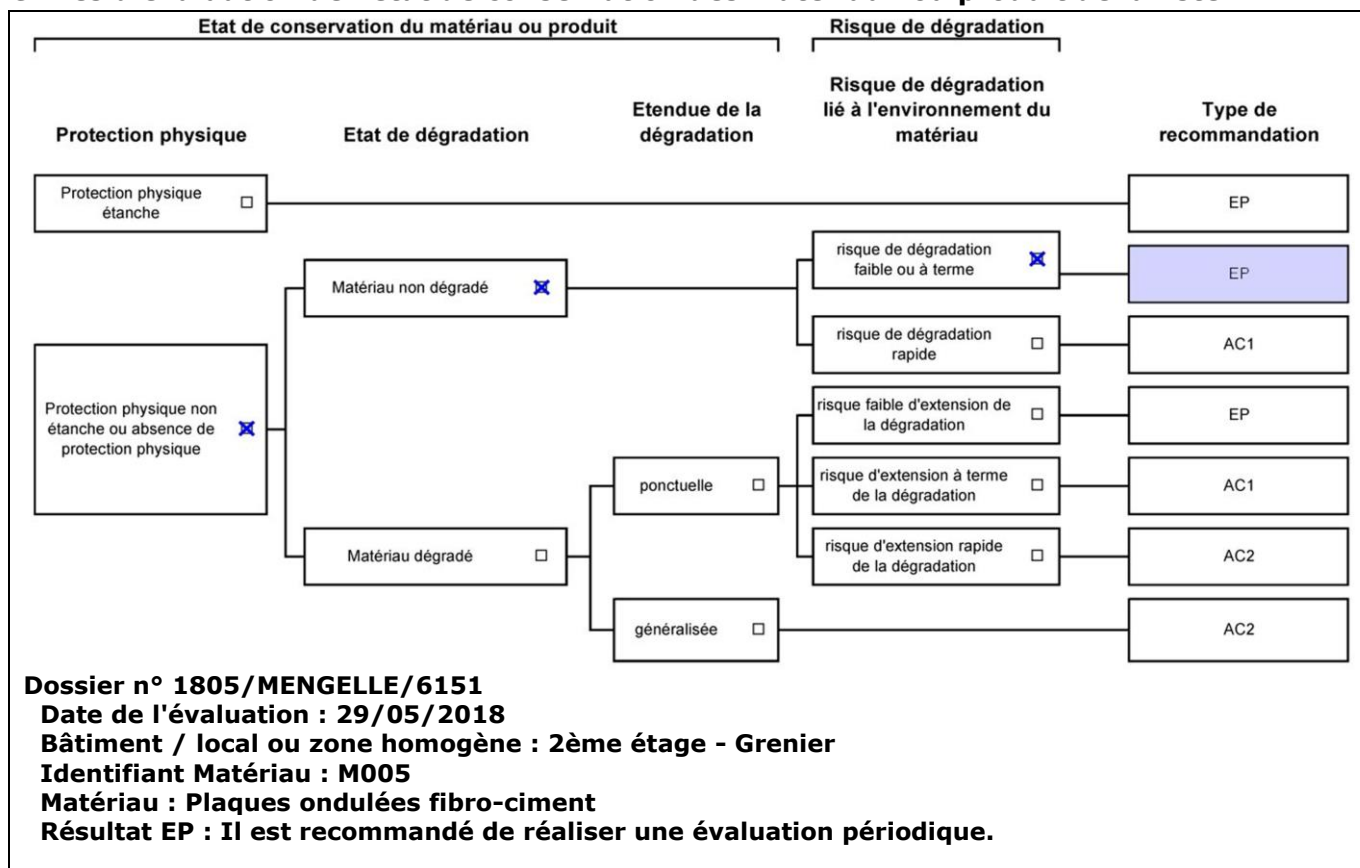 Etat de conservation du matériau ou produit
Risque de dégradation
Protection physique
Etat de dégradation
Etendue de la
dégradation
Risque de dégradation
lié à l'environnement du
matériau
Type de
recommandation
Protection physique
étanche
EP
risque de dégradation
faible ou à terme
EP
Matériau non dégradé
risque de dégradation
rapide
AC1
Protection physique non
étanche ou absence de
protection physique
risque faible d'extension de
la dégradation
EP
ponctuelle
risque d'extension à terme
de la dégradation
AC1
Matériau dégradé
risque d'extension rapide
de la dégradation
AC2
généralisée
AC2
Dossier n° 1805/MENGELLE/6151
Date de l'évaluation : 29/05/2018
Bâtiment / local ou zone homogène : 2ème étage - Grenier
Identifiant Matériau : M005
Matériau : Plaques ondulées fibro-ciment
Résultat EP : Il est recommandé de réaliser une évaluation périodique.